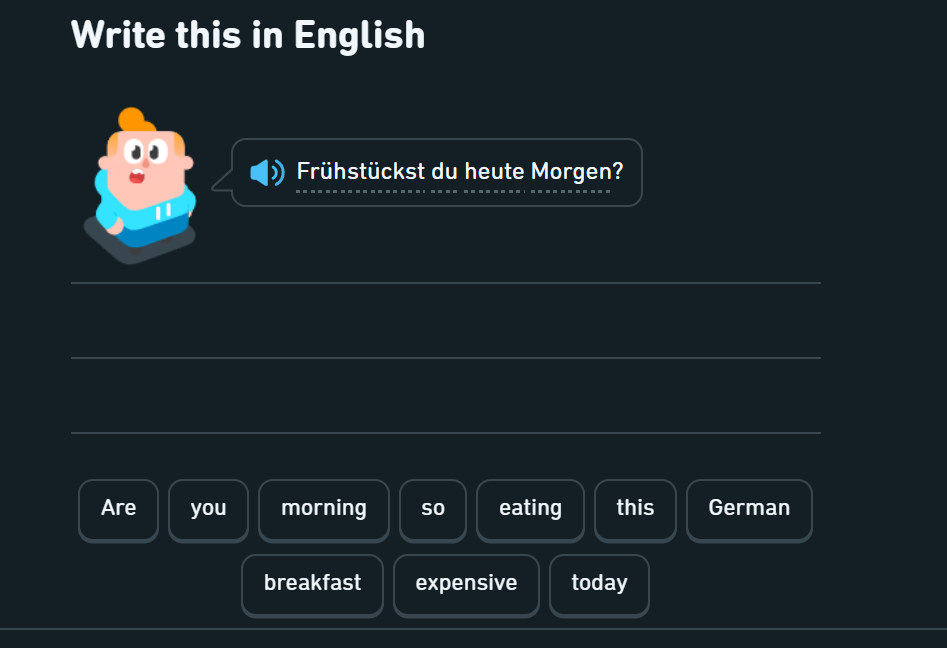 Write this in English
Frühstückst du heute Morgen?
Are you morning so eating this German
breakfast expensive today